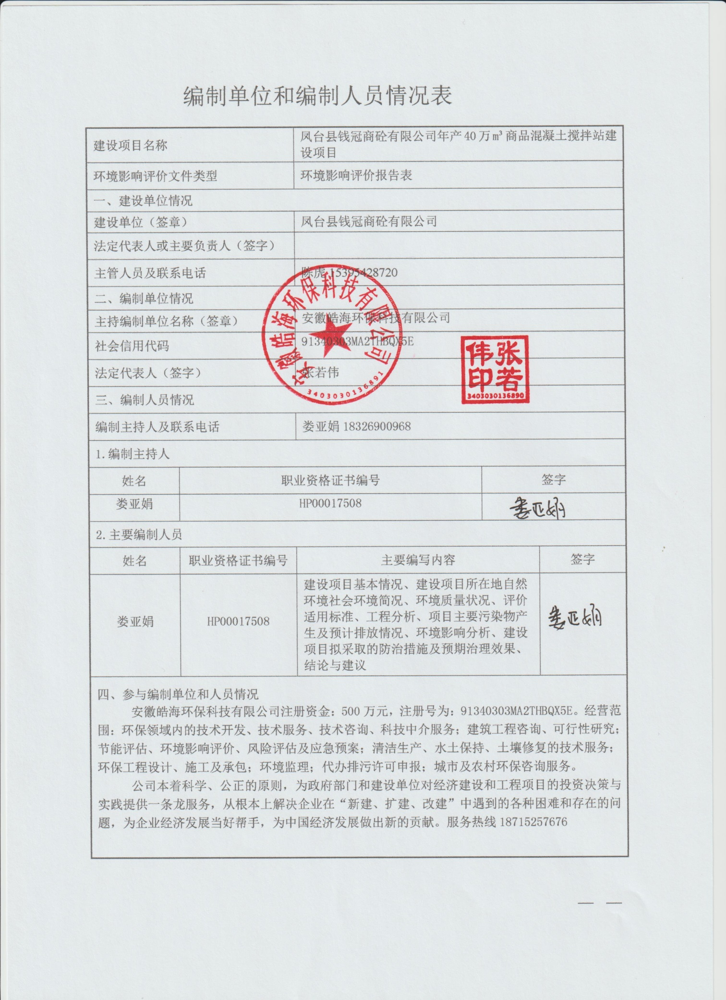 编制单位和编制人员情况表
建设项目名称
凤台县钱冠商砼有限公司年产 40 万 m³ 商品混凝土搅拌站建
设项目
环境影响评价文件类型
环境影响评价报告表
一、建设单位情况
建设单位（签章）
凤台县钱冠商砼有限公司
法定代表人或主要负责人（签字）
主管人员及联系电话
陈虎 15395428720
二、编制单位情况
主持编制单位名称（签章）
安徽皓海环保科技有限公司
社会信用代码
91340303MA2THBQX5E
法定代表人（签字）
张若伟
安徽皓海环保科技有限公司
3403030136891
张若伟印
3403030136890
三、编制人员情况
编制主持人及联系电话
娄亚娟 18326900968
1.编制主持人
姓名 职业资格证书编号 签字
娄亚娟 HP00017508 娄亚娟
2.主要编制人员
姓名 职业资格证书编号 主要编写内容 签字
建设项目基本情况、建设项目所在地自然
环境社会环境简况、环境质量状况、评价
适用标准、工程分析、项目主要污染物产
娄亚娟 HP00017508 生及预计排放情况、环境影响分析、建设 娄亚娟
项目拟采取的防治措施及预期治理效果、
结论与建议
四、参与编制单位和人员情况
安徽皓海环保科技有限公司注册资金：500 万元，注册号为：91340303MA2THBQX5E。经营范
围：环保领域内的技术开发、技术服务、技术咨询、科技中介服务；建筑工程咨询、可行性研究；
节能评估、环境影响评价、风险评估及应急预案；清洁生产、水土保持、土壤修复的技术服务；
环保工程设计、施工及承包；环境监理；代办排污许可申报；城市及农村环保咨询服务。
公司本着科学、公正的原则，为政府部门和建设单位对经济建设和工程项目的投资决策与
实践提供一条龙服务，从根本上解决企业在“新建、扩建、改建”中遇到的各种困难和存在的问
题，为企业经济发展当好帮手，为中国经济发展做出新的贡献。服务热线 18715257676
— —